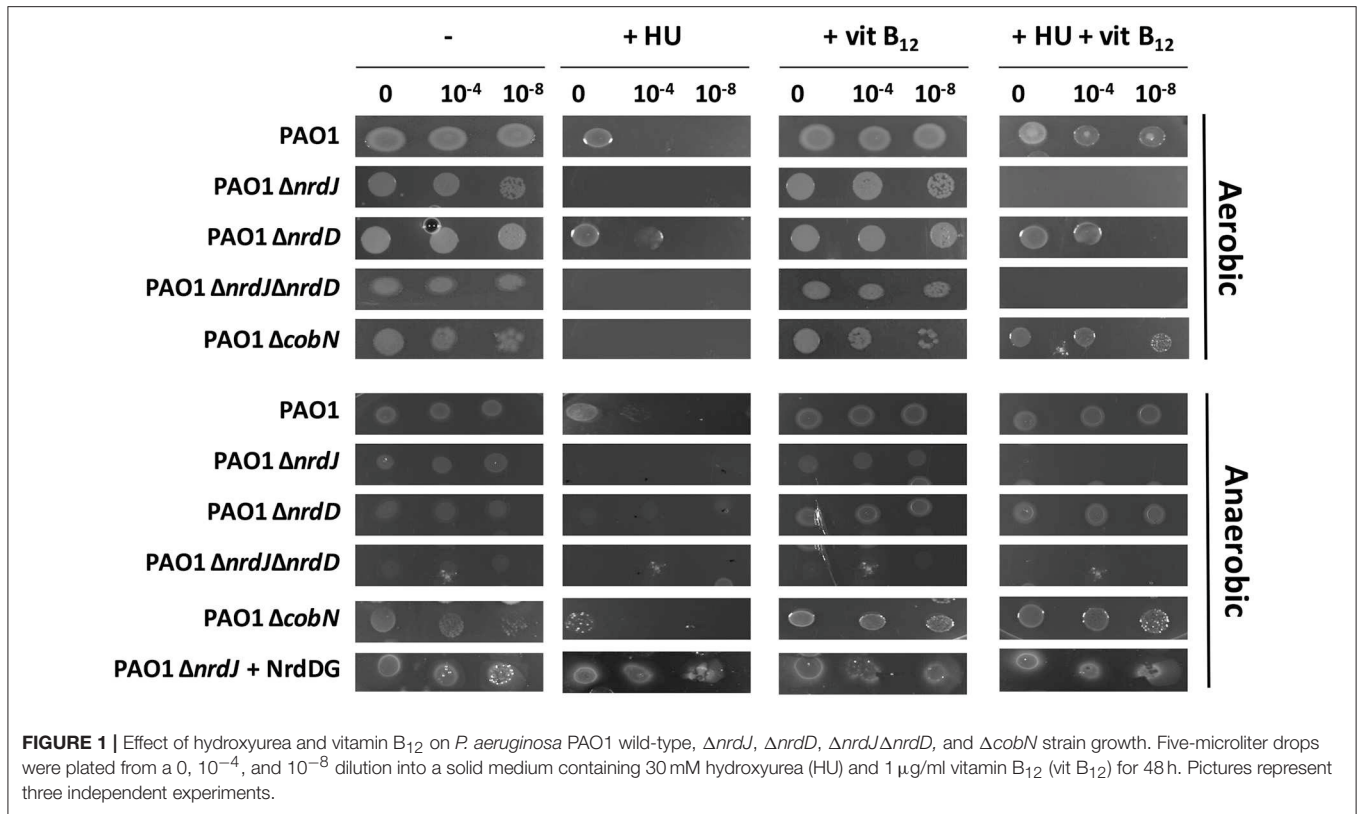 - + HU + vit B₁₂ + HU + vit B₁₂
0 10⁻⁴ 10⁻⁸ 0 10⁻⁴ 10⁻⁸ 0 10⁻⁴ 10⁻⁸ 0 10⁻⁴ 10⁻⁸
PAO1
PAO1 ΔnrdJ
PAO1 ΔnrdD
PAO1 ΔnrdJΔnrdD
PAO1 ΔcobN
Aerobic
PAO1
PAO1 ΔnrdJ
PAO1 ΔnrdD
PAO1 ΔnrdJΔnrdD
PAO1 ΔcobN
PAO1 ΔnrdJ + NrdDG
Anaerobic
FIGURE 1 | Effect of hydroxyurea and vitamin B₁₂ on P. aeruginosa PAO1 wild-type, ΔnrdJ, ΔnrdD, ΔnrdJΔnrdD, and ΔcobN strain growth. Five-microliter drops
were plated from a 0, 10⁻⁴, and 10⁻⁸ dilution into a solid medium containing 30 mM hydroxyurea (HU) and 1 μg/ml vitamin B₁₂ (vit B₁₂) for 48 h. Pictures represent
three independent experiments.